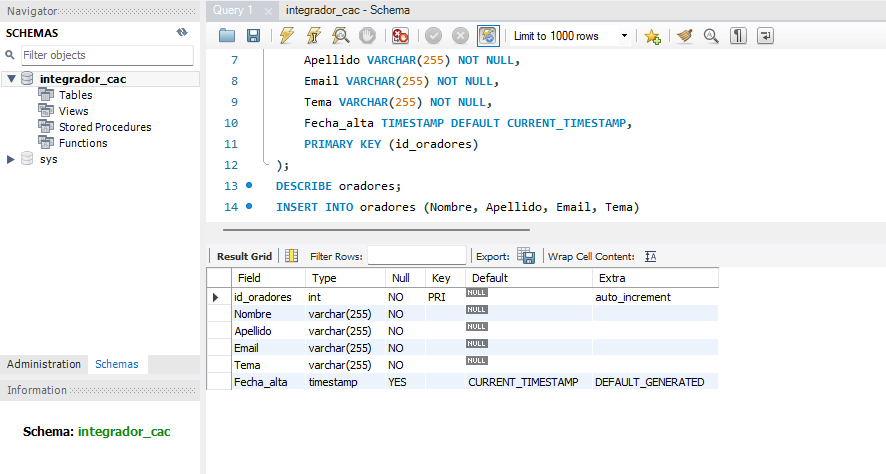 Navigator
SCHEMAS
Filter objects
integrador_cac
Tables
Views
Stored Procedures
Functions
sys
Administration Schemas
Information
Schema: integrador_cac
Query 1 integrador_cac - Schema
Limit to 1000 rows
7 Apellido VARCHAR(255) NOT NULL,
8 Email VARCHAR(255) NOT NULL,
9 Tema VARCHAR(255) NOT NULL,
10 Fecha_alta TIMESTAMP DEFAULT CURRENT_TIMESTAMP,
11 PRIMARY KEY (id_oradores)
12 );
13 DESCRIBE oradores;
14 INSERT INTO oradores (Nombre, Apellido, Email, Tema)
Result Grid Filter Rows: Export: Wrap Cell Content:
Field Type Null Key Default Extra
id_oradores int NO PRI NULL auto_increment
Nombre varchar(255) NO NULL
Apellido varchar(255) NO NULL
Email varchar(255) NO NULL
Tema varchar(255) NO NULL
Fecha_alta timestamp YES CURRENT_TIMESTAMP DEFAULT_GENERATED